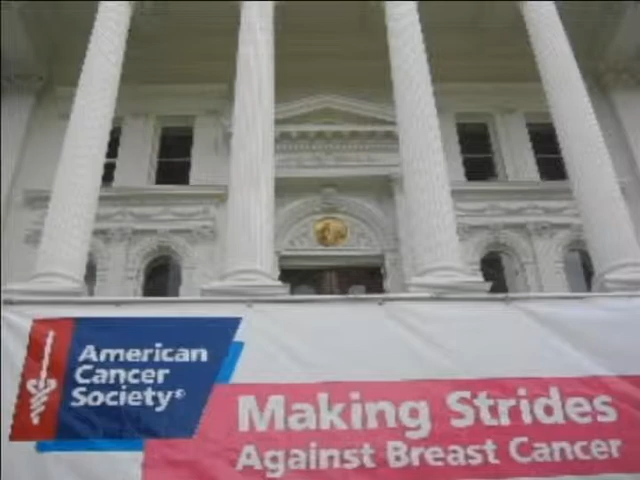 American
Cancer
Society®
Making Strides
Against Breast Cancer